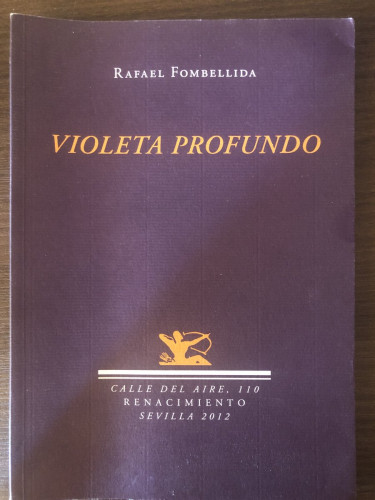 RAFAEL FOMBELLIDA
VIOLETA PROFUNDO
CALLE DEL AIRE, 110
RENACIMIENTO
SEVILLA 2012